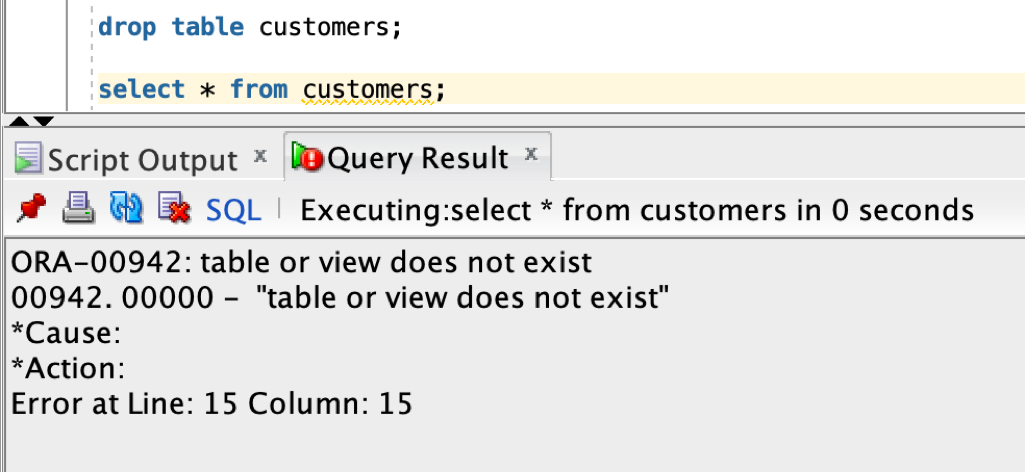 drop table customers;
select * from customers;
Script Output x Query Result x
SQL Executing:select * from customers in 0 seconds
ORA-00942: table or view does not exist
00942. 00000 -  "table or view does not exist"
*Cause:
*Action:
Error at Line: 15 Column: 15